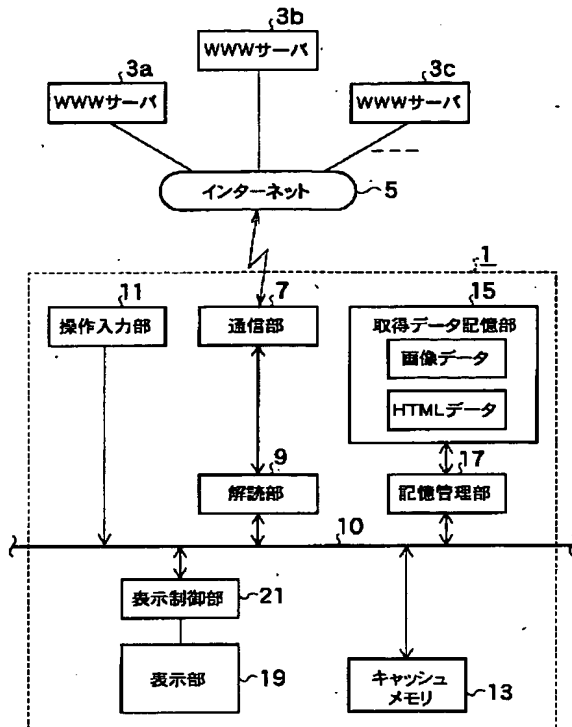 3b
WWWサーバ
3a
WWWサーバ
3c
WWWサーバ
インターネット
5
1
11
操作入力部
7
通信部
15
取得データ記憶部
画像データ
HTMLデータ
9
解読部
17
記憶管理部
10
表示制御部
21
表示部
19
キャッシュ
メモリ
13